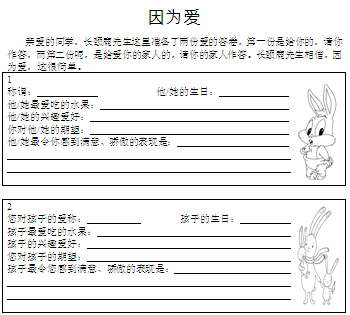 因为爱
亲爱的同学，长颈鹿先生这里准备了两份爱的答卷，第一份是给你的，请你
作答。而第二份呢，是给爱你的家人的，请你的家人作答。长颈鹿先生相信，因
为爱，这很简单。
1
称谓： 他/她的生日：
他/她最爱吃的水果：
他/她的兴趣爱好：
你对他/她的期望：
他/她最令你感到满意、骄傲的表现是：
2
您对孩子的爱称： 孩子的生日：
孩子最爱吃的水果：
孩子的兴趣爱好：
您对孩子的期望：
孩子最令您感到满意、骄傲的表现是：